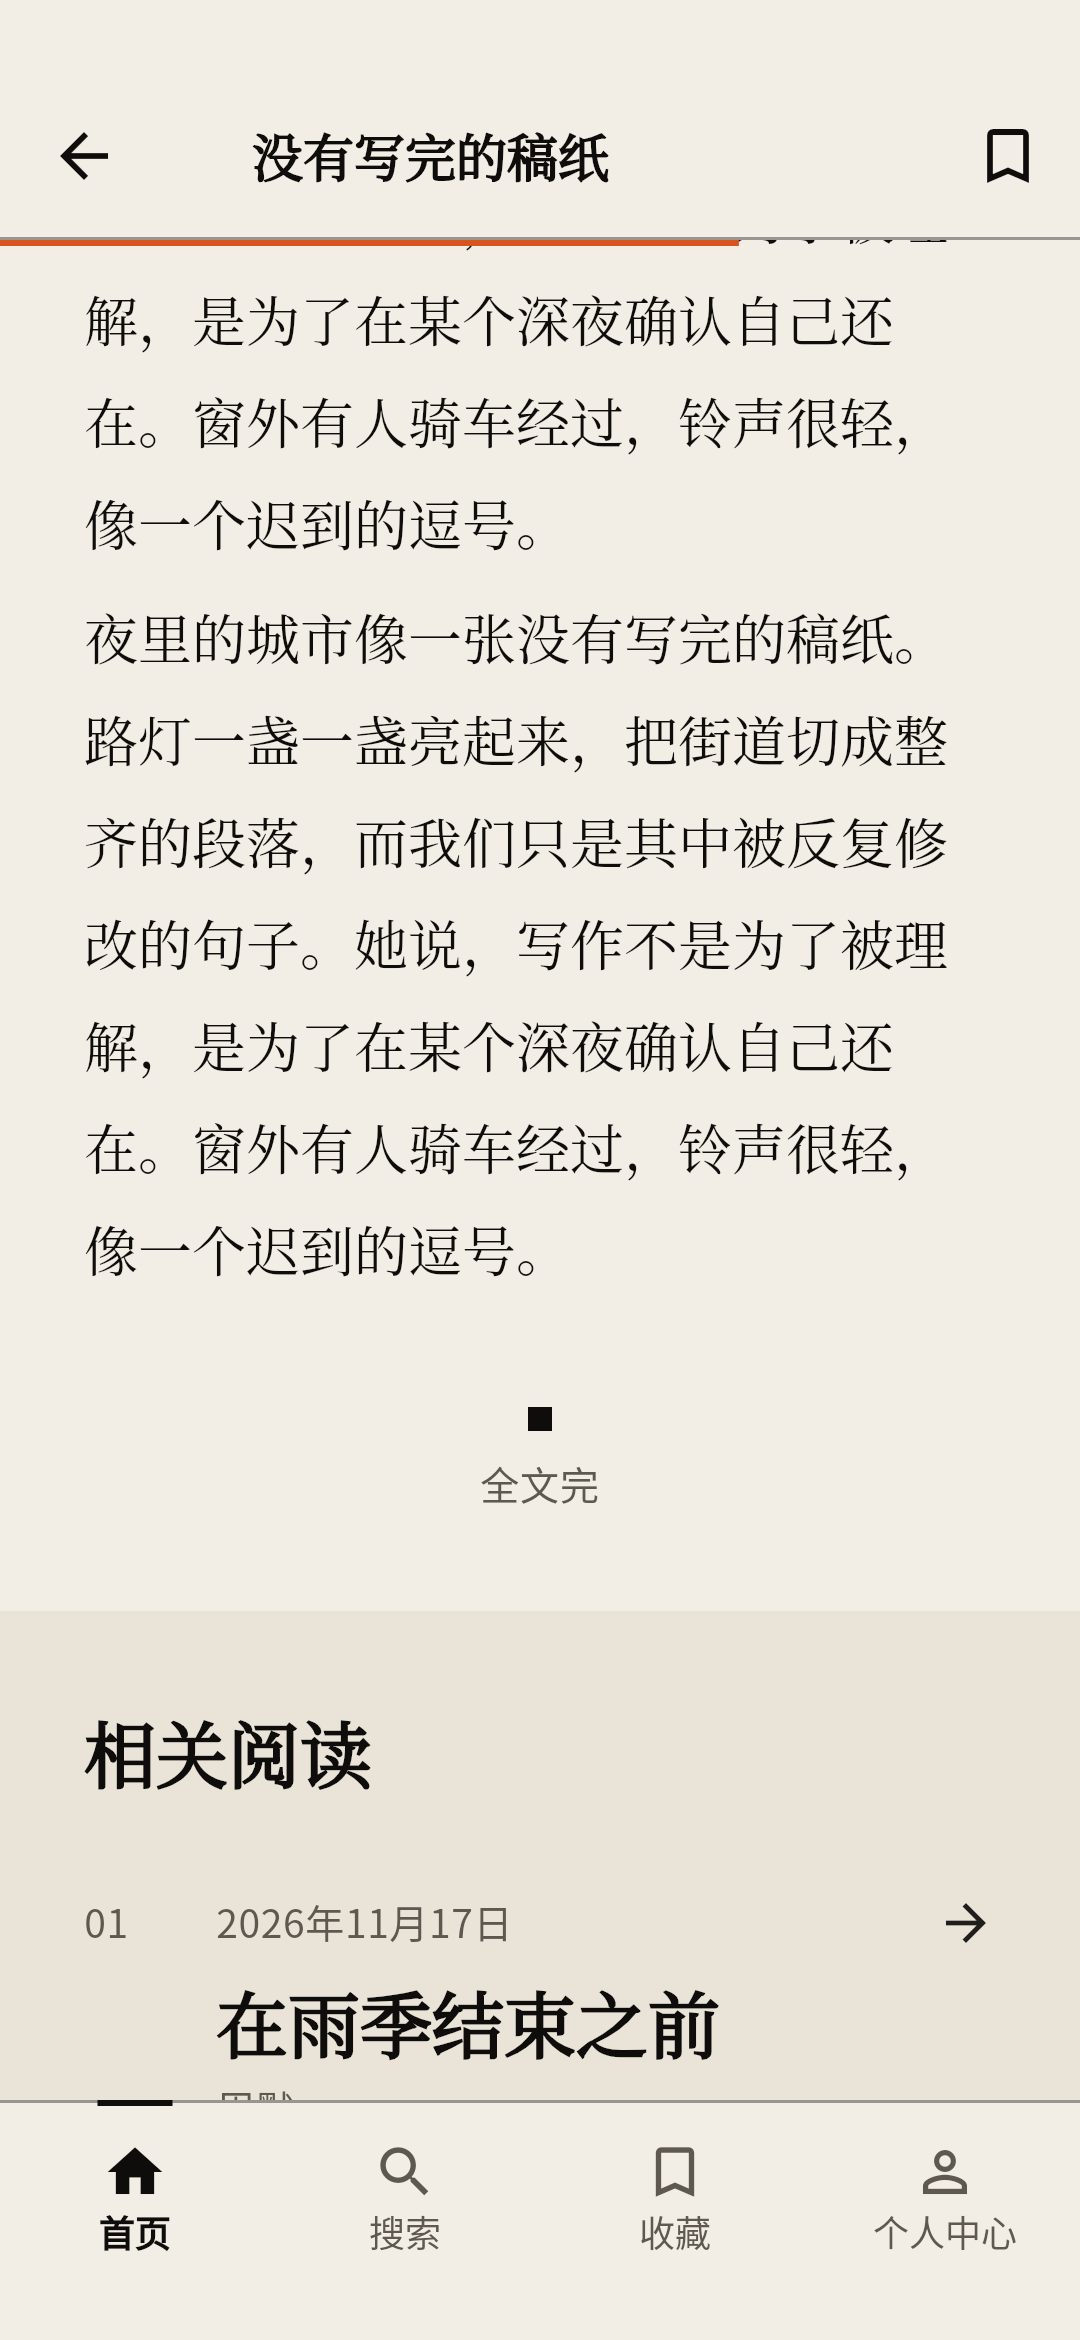 没有写完的稿纸
解，是为了在某个深夜确认自己还
在。窗外有人骑车经过，铃声很轻，
像一个迟到的逗号。
夜里的城市像一张没有写完的稿纸。
路灯一盏一盏亮起来，把街道切成整
齐的段落，而我们只是其中被反复修
改的句子。她说，写作不是为了被理
解，是为了在某个深夜确认自己还
在。窗外有人骑车经过，铃声很轻，
像一个迟到的逗号。
全文完
相关阅读
01 2026年11月17日
在雨季结束之前
首页 搜索 收藏 个人中心